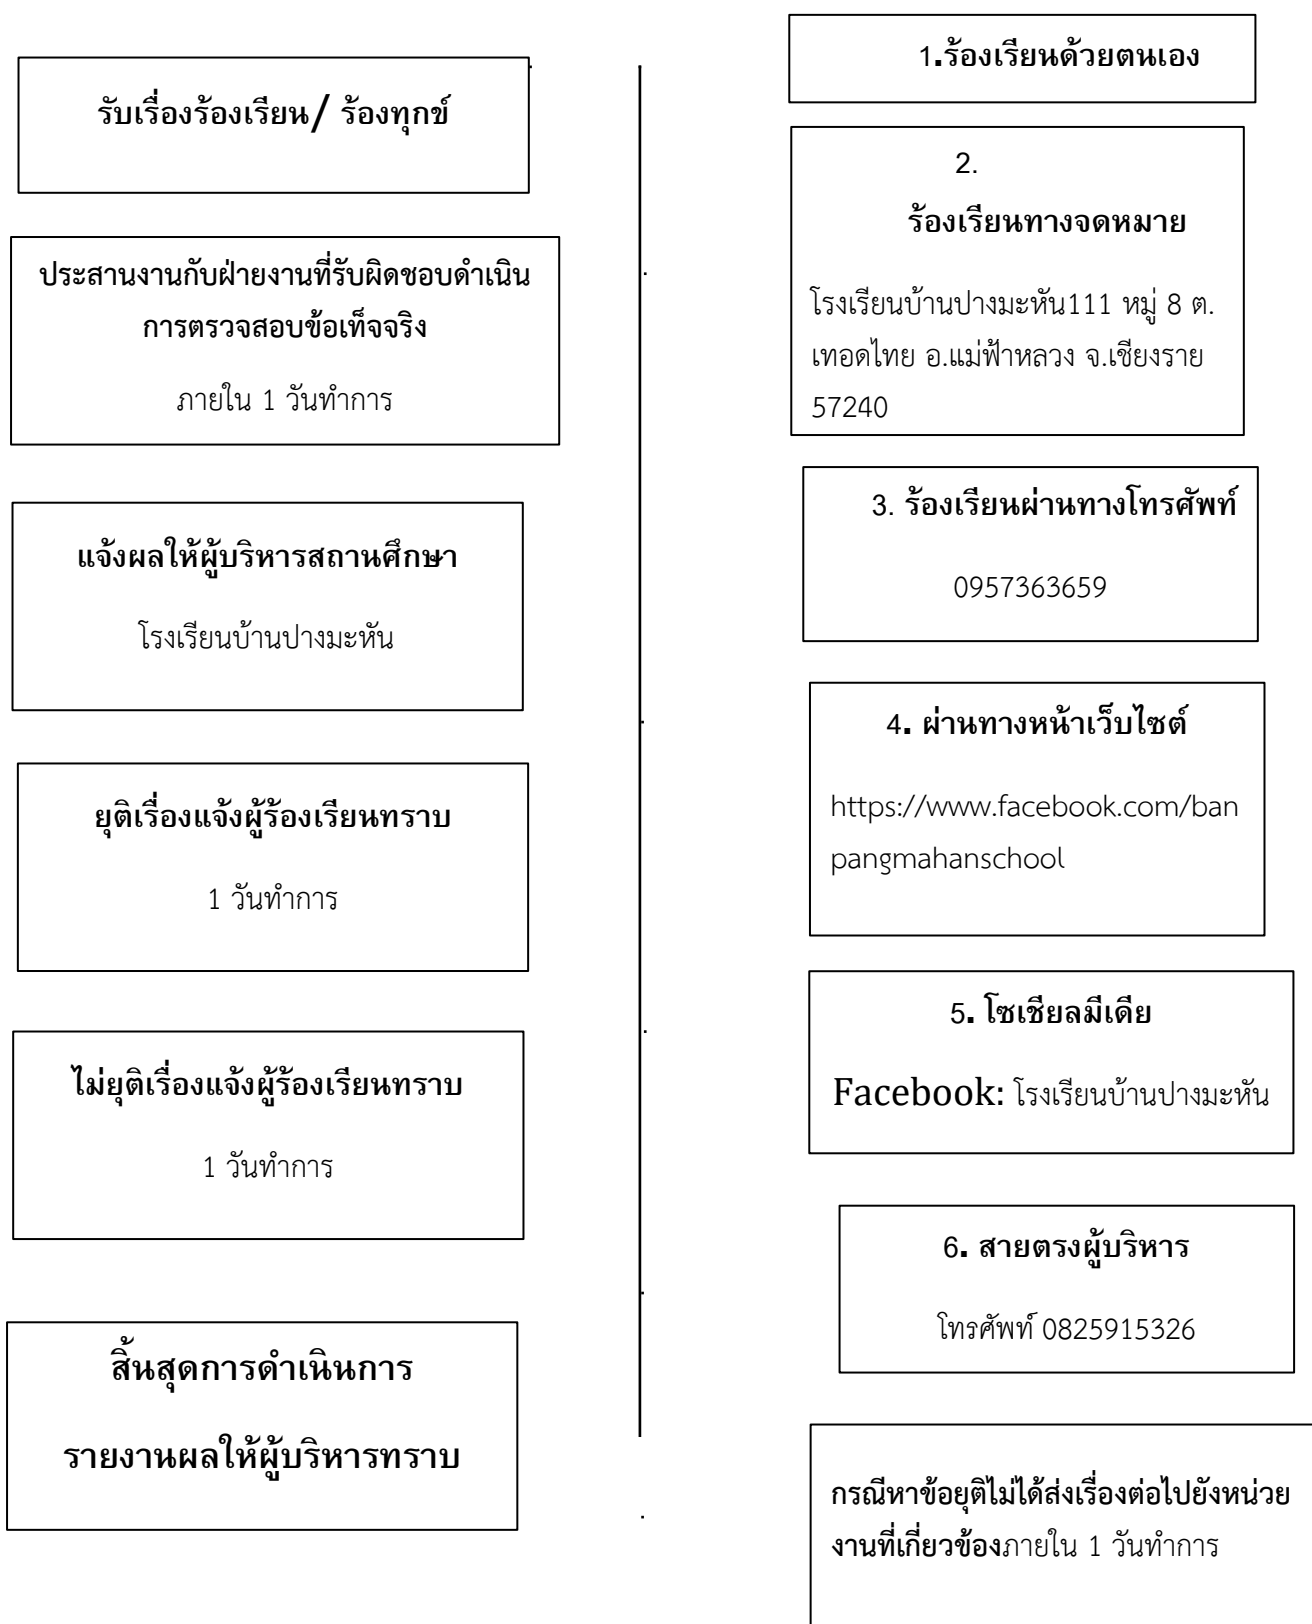 รับเรื่องร้องเรียน/ ร้องทุกข์
ประสานงานกับฝ่ายงานที่รับผิดชอบดำเนิน
การตรวจสอบข้อเท็จจริง
ภายใน 1 วันทำการ
แจ้งผลให้ผู้บริหารสถานศึกษา
โรงเรียนบ้านปางมะหัน
ยุติเรื่องแจ้งผู้ร้องเรียนทราบ
1 วันทำการ
ไม่ยุติเรื่องแจ้งผู้ร้องเรียนทราบ
1 วันทำการ
สิ้นสุดการดำเนินการ
รายงานผลให้ผู้บริหารทราบ
1.ร้องเรียนด้วยตนเอง
2.
ร้องเรียนทางจดหมาย
โรงเรียนบ้านปางมะหัน111 หมู่ 8 ต.
เทอดไทย อ.แม่ฟ้าหลวง จ.เชียงราย
57240
3. ร้องเรียนผ่านทางโทรศัพท์
0957363659
4. ผ่านทางหน้าเว็บไซต์
https://www.facebook.com/ban
pangmahanschool
5. โซเชียลมีเดีย
Facebook: โรงเรียนบ้านปางมะหัน
6. สายตรงผู้บริหาร
โทรศัพท์ 0825915326
กรณีหาข้อยุติไม่ได้ส่งเรื่องต่อไปยังหน่วย
งานที่เกี่ยวข้องภายใน 1 วันทำการ